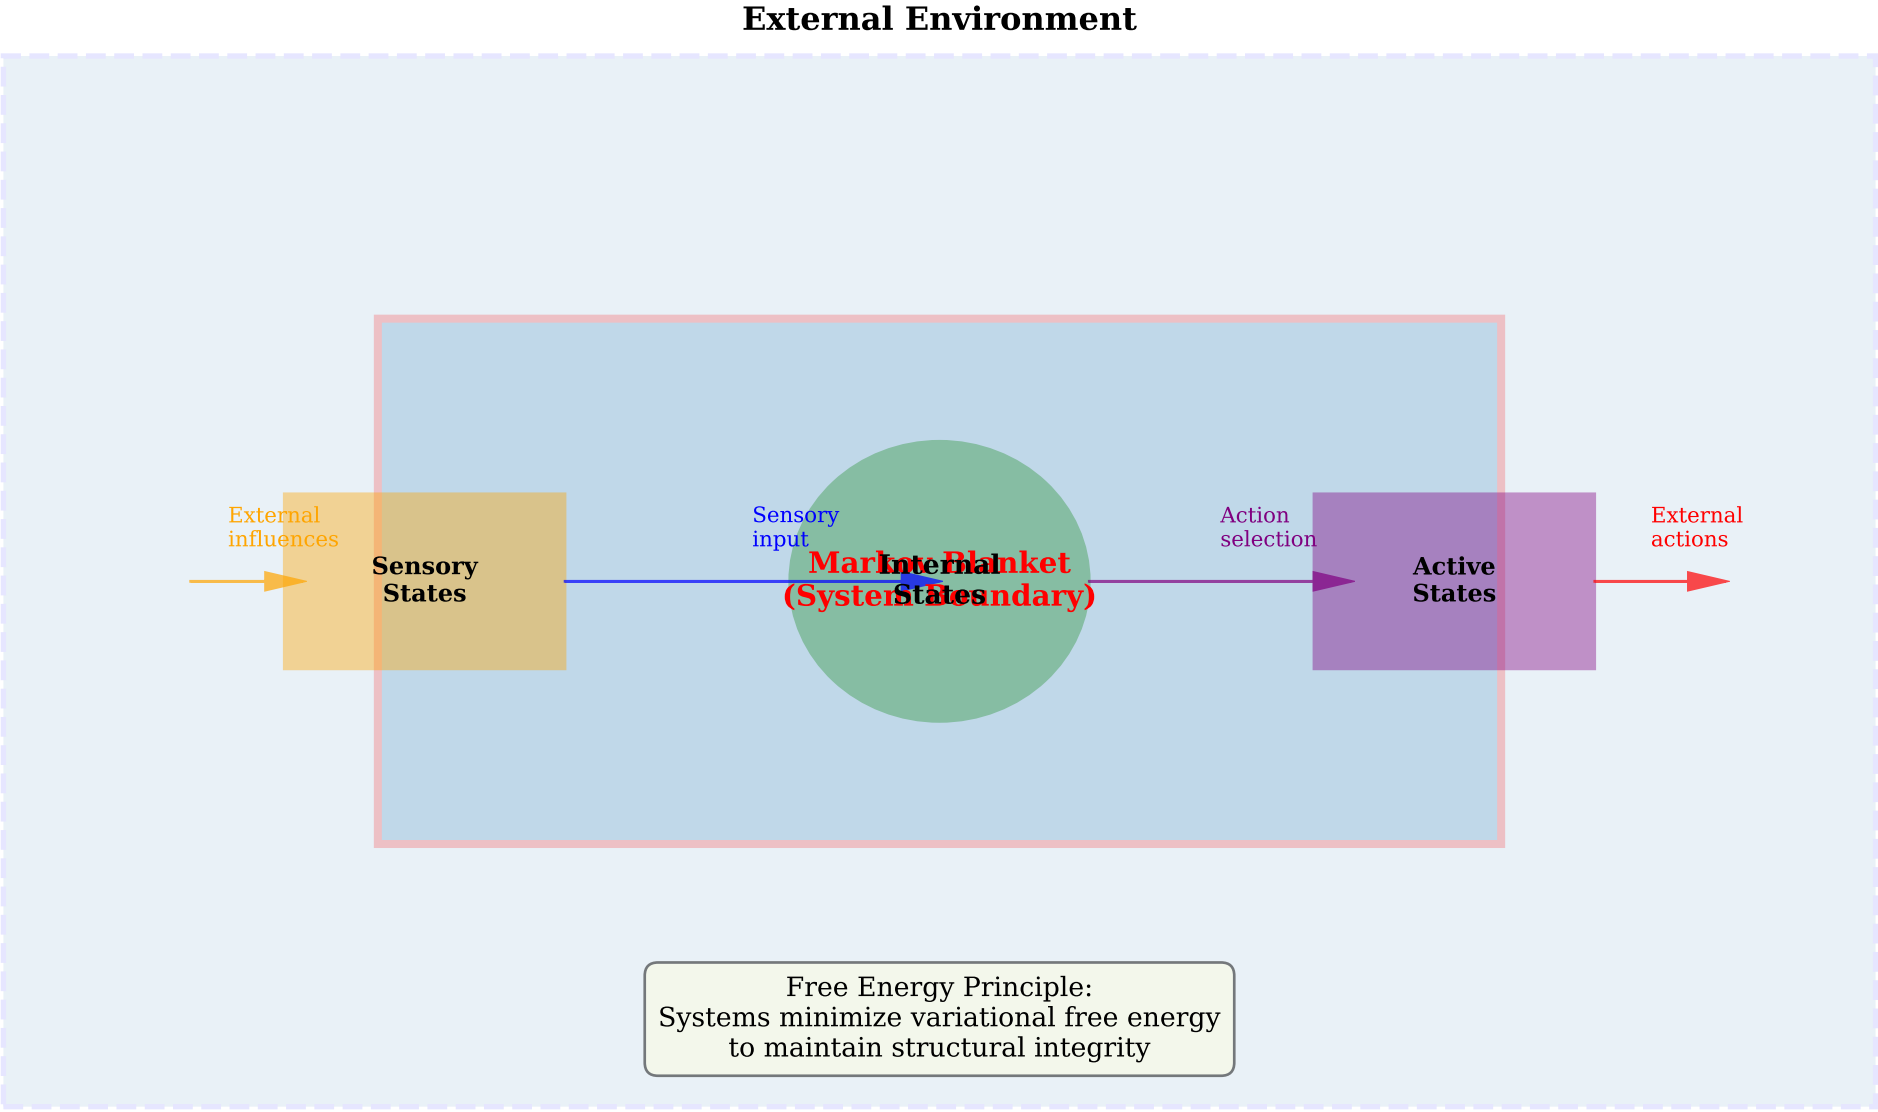 External Environment
External
influences
Sensory
States
Sensory
input
Markov Blanket
(System Boundary)
Internal
States
Action
selection
Active
States
External
actions
Free Energy Principle:
Systems minimize variational free energy
to maintain structural integrity